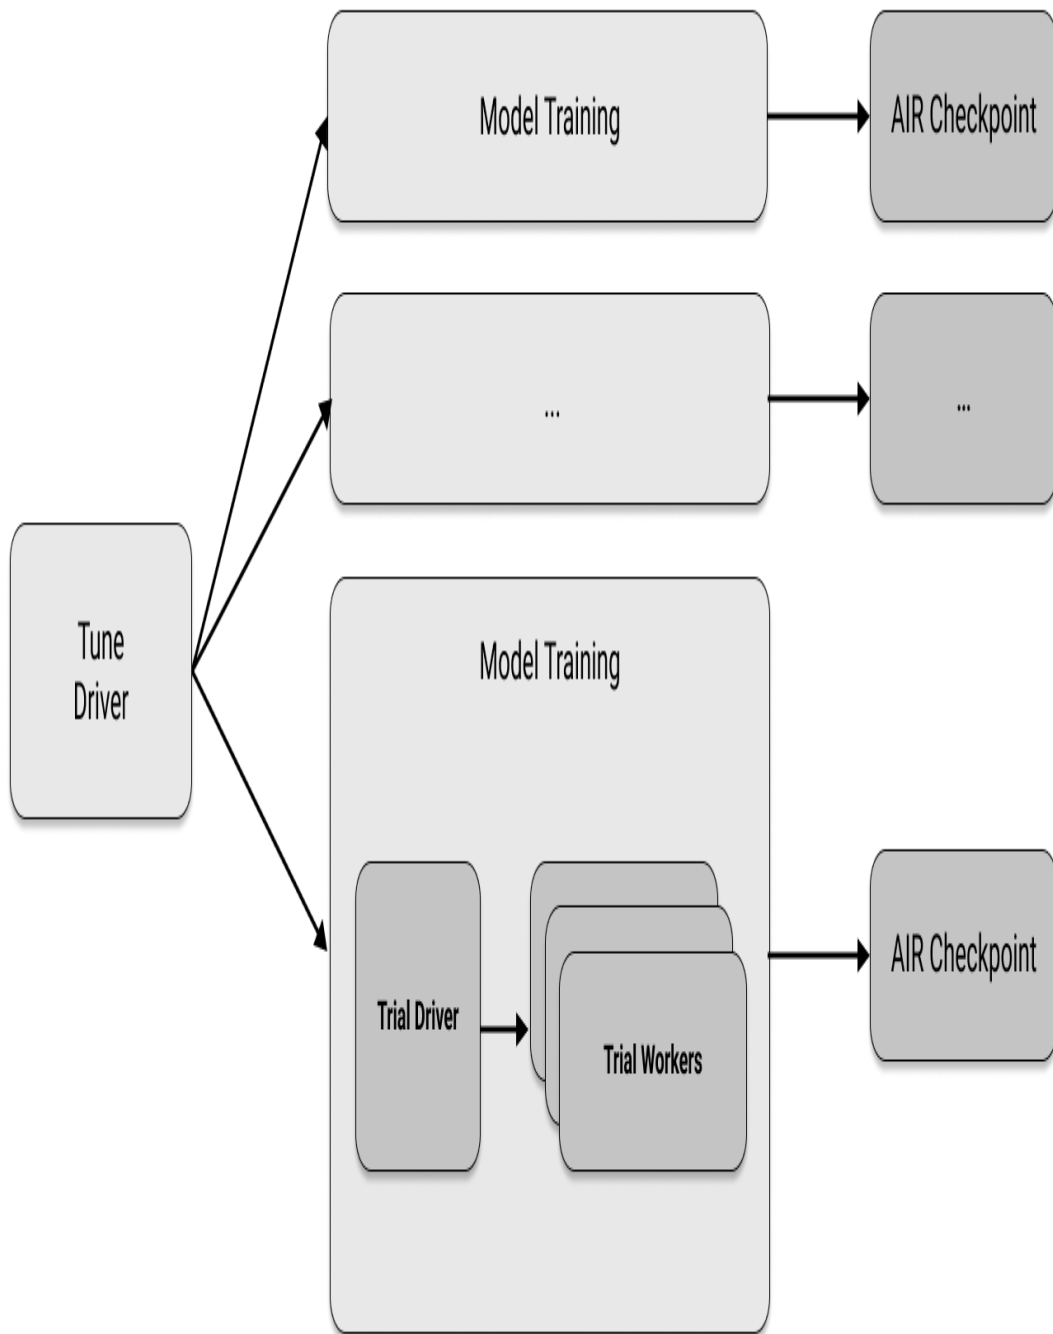 Model Training
AIR Checkpoint
...
...
Tune
Driver
Model Training
Trial Driver
Trial Workers
AIR Checkpoint